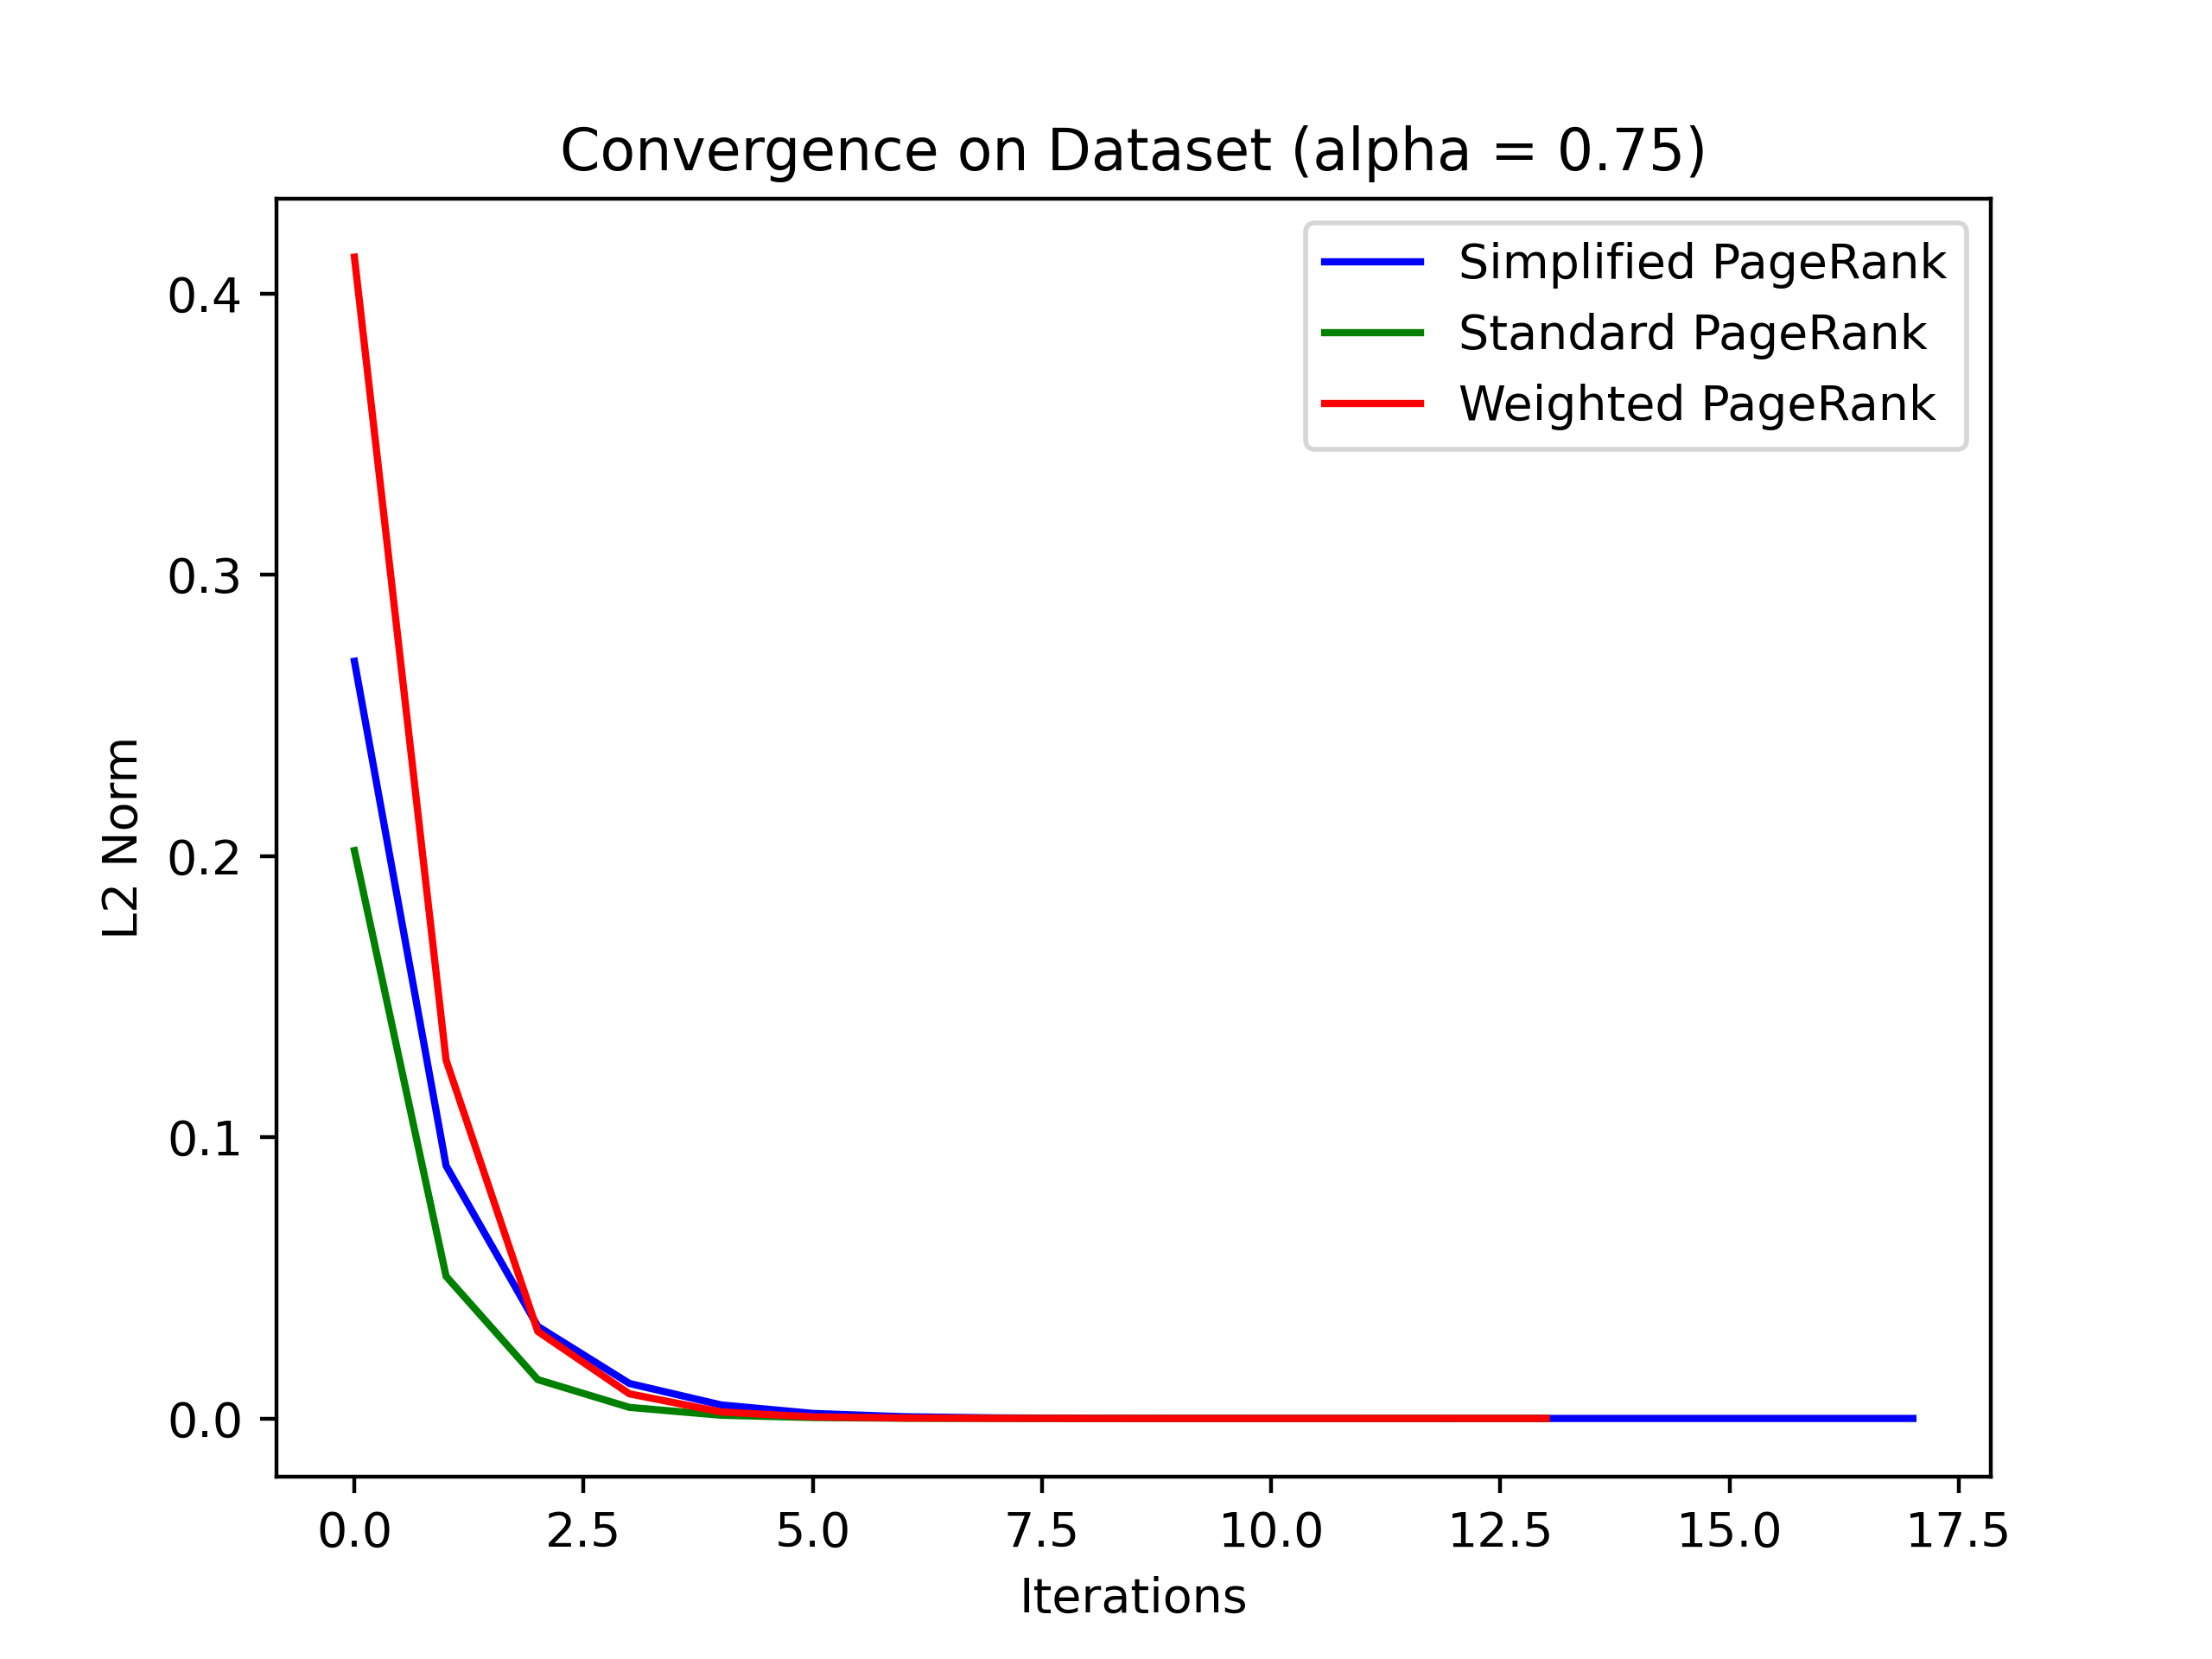 Convergence on Dataset (alpha = 0.75)
Simplified PageRank
Standard PageRank
Weighted PageRank
L2 Norm
0.4
0.3
0.2
0.1
0.0
0.0 2.5 5.0 7.5 10.0 12.5 15.0 17.5
Iterations